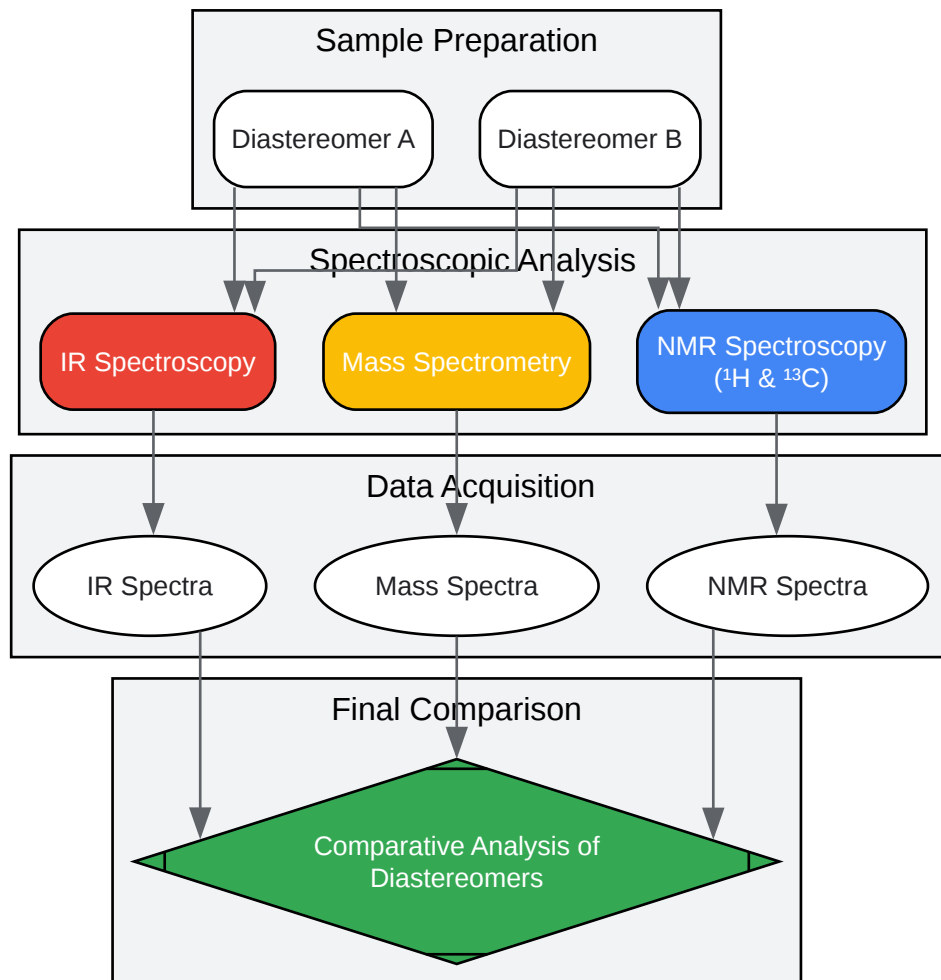 Sample Preparation
Diastereomer A
Diastereomer B
Spectroscopic Analysis
IR Spectroscopy
Mass Spectrometry
NMR Spectroscopy
(¹H & ¹³C)
Data Acquisition
IR Spectra
Mass Spectra
NMR Spectra
Final Comparison
Comparative Analysis of
Diastereomers